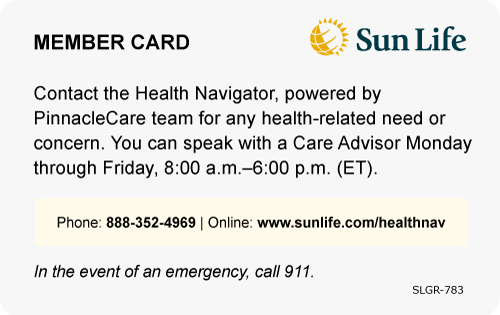 MEMBER CARD
Sun Life
Contact the Health Navigator, powered by
PinnacleCare team for any health-related need or
concern. You can speak with a Care Advisor Monday
through Friday, 8:00 a.m.–6:00 p.m. (ET).
Phone: 888-352-4969 | Online: www.sunlife.com/healthnav
In the event of an emergency, call 911.
SLGR-783